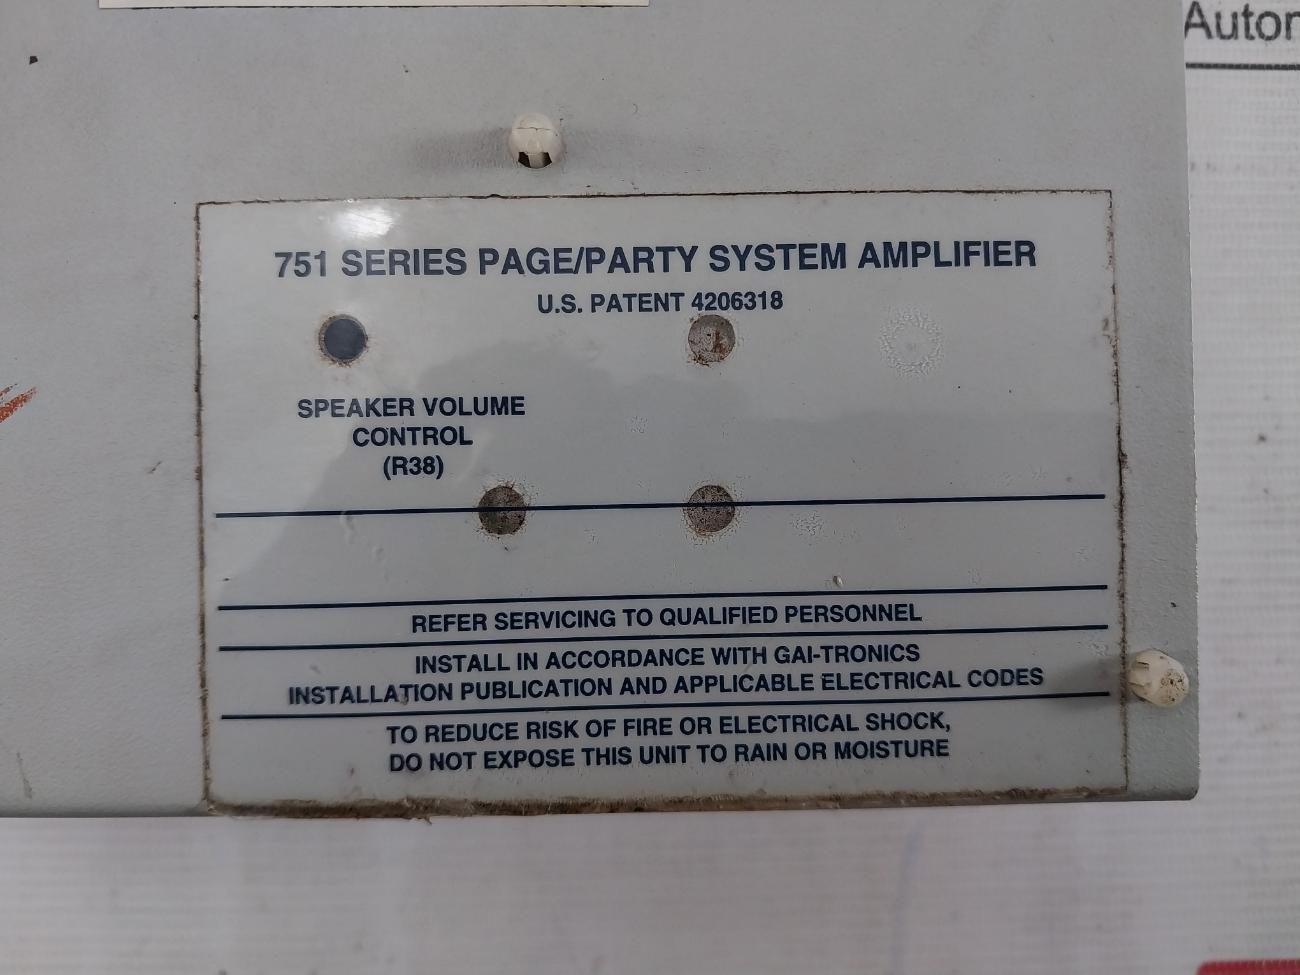 Auton
751 SERIES PAGE/PARTY SYSTEM AMPLIFIER
U.S. PATENT 4206318
SPEAKER VOLUME
CONTROL
(R38)
REFER SERVICING TO QUALIFIED PERSONNEL
INSTALL IN ACCORDANCE WITH GAI-TRONICS
INSTALLATION PUBLICATION AND APPLICABLE ELECTRICAL CODES
TO REDUCE RISK OF FIRE OR ELECTRICAL SHOCK,
DO NOT EXPOSE THIS UNIT TO RAIN OR MOISTURE